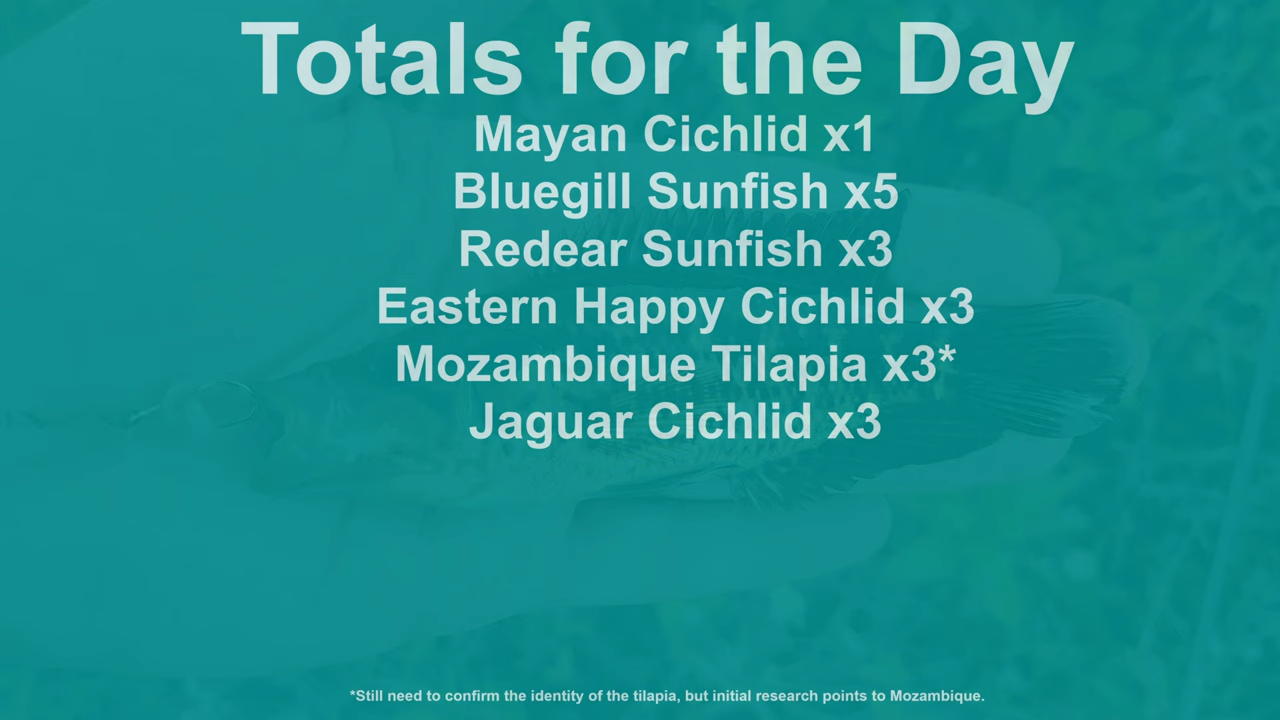 Totals for the Day
Mayan Cichlid x1
Bluegill Sunfish x5
Redear Sunfish x3
Eastern Happy Cichlid x3
Mozambique Tilapia x3*
Jaguar Cichlid x3
*Still need to confirm the identity of the tilapia, but initial research points to Mozambique.